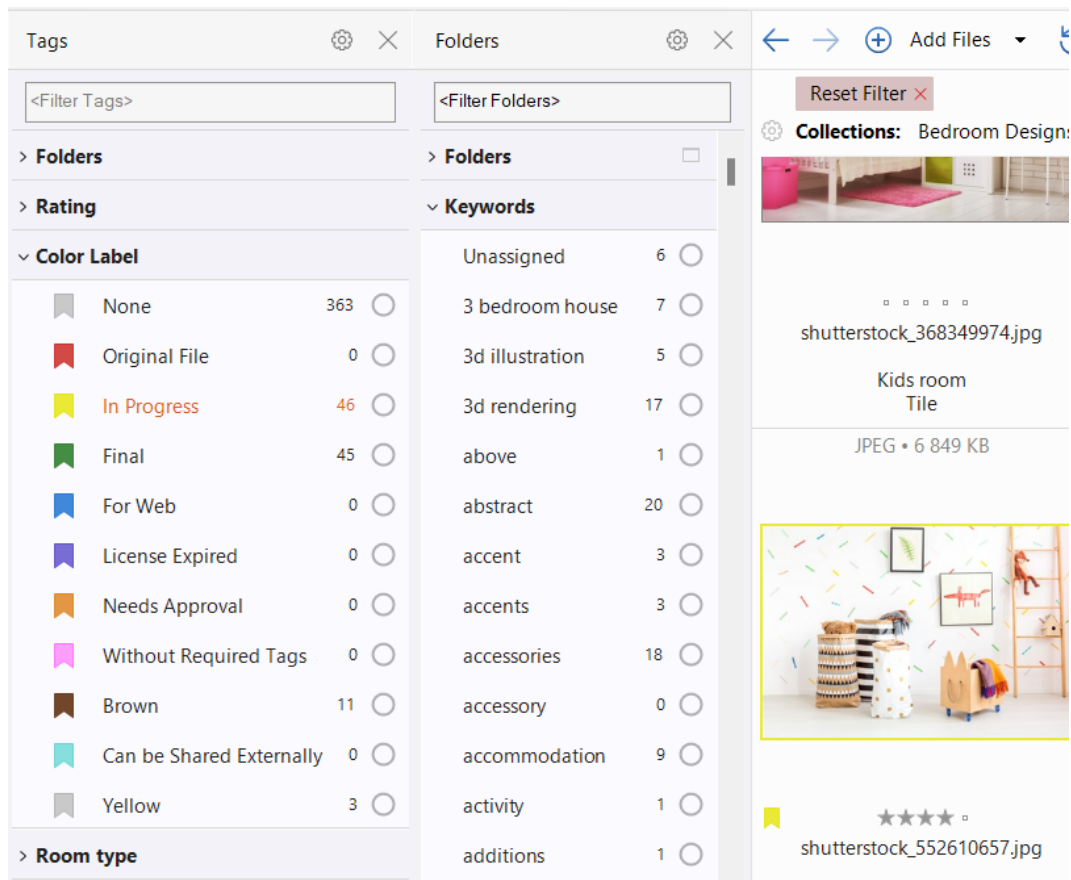 Tags
<Filter Tags>
Folders
Rating
Color Label
None 363
Original File 0
In Progress 46
Final 45
For Web 0
License Expired 0
Needs Approval 0
Without Required Tags 0
Brown 11
Can be Shared Externally 0
Yellow 3
Room type
Folders
<Filter Folders>
Folders
Keywords
Unassigned 6
3 bedroom house 7
3d illustration 5
3d rendering 17
above 1
abstract 20
accent 3
accents 3
accessories 18
accessory 0
accommodation 9
activity 1
additions 1
Add Files
Reset Filter
Collections: Bedroom Designs
shutterstock_368349974.jpg
Kids room
Tile
JPEG • 6 849 KB
shutterstock_552610657.jpg